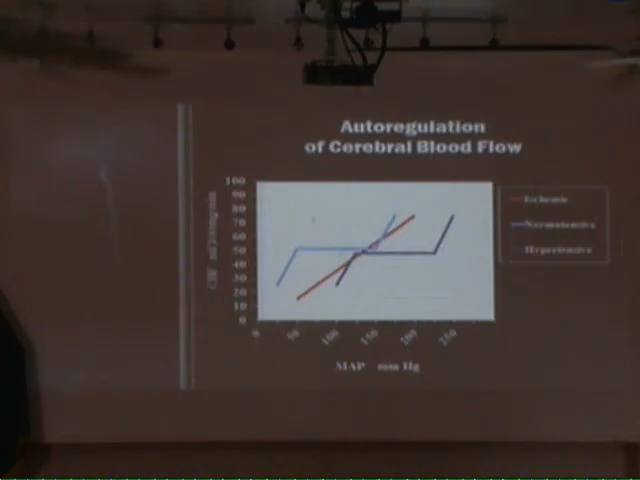 Autoregulation
of Cerebral Blood Flow
100
90
80
70
60
50
40
30
20
10
0
0 50 100 150 200 250
MAP mm Hg
Ischemic
Normotensive
Hypertensive